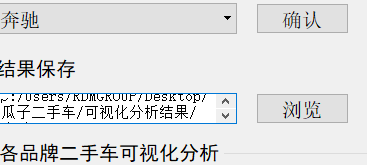 奔驰
确认
结果保存
:/Users/RDMGROUP/Desktop/
瓜子二手车/可视化分析结果/
浏览
各品牌二手车可视化分析